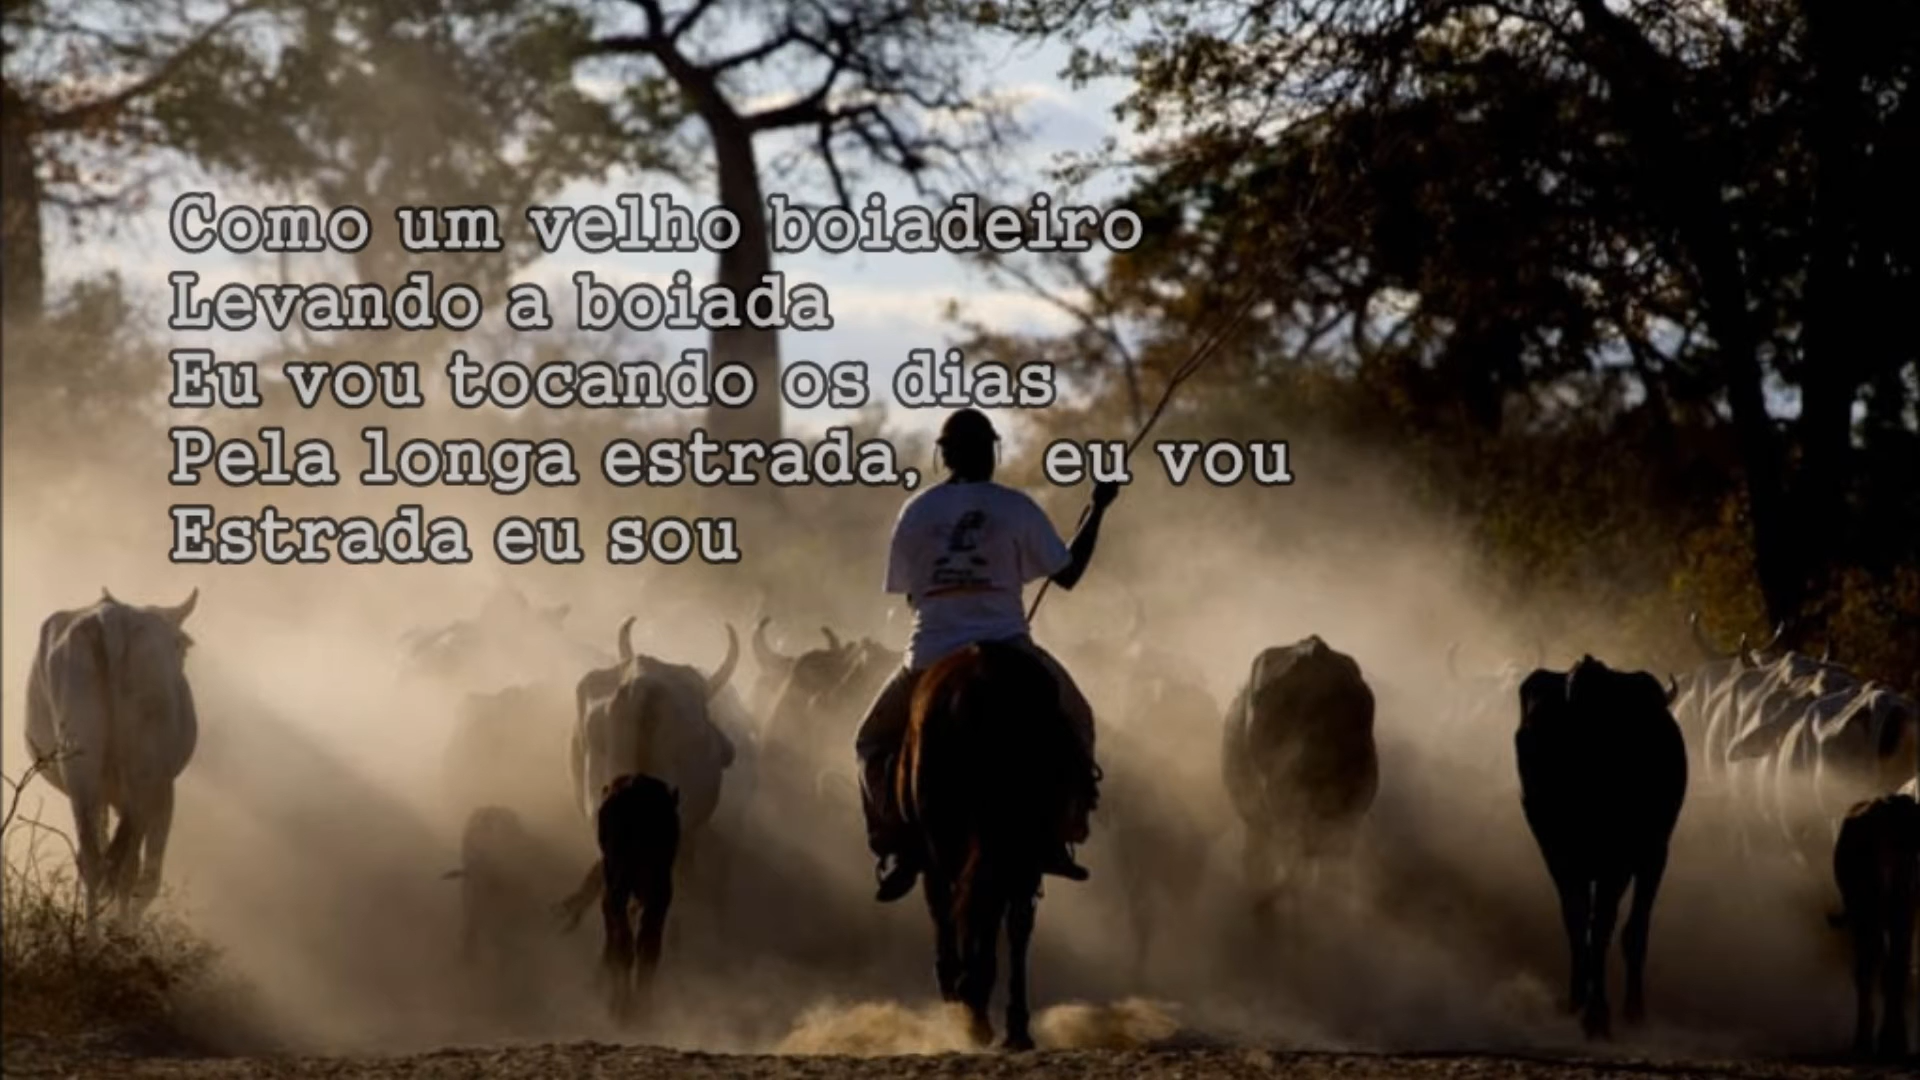 Como um velho boiadeiro
Levando a boiada
Eu vou tocando os dias
Pela longa estrada, eu vou
Estrada eu sou